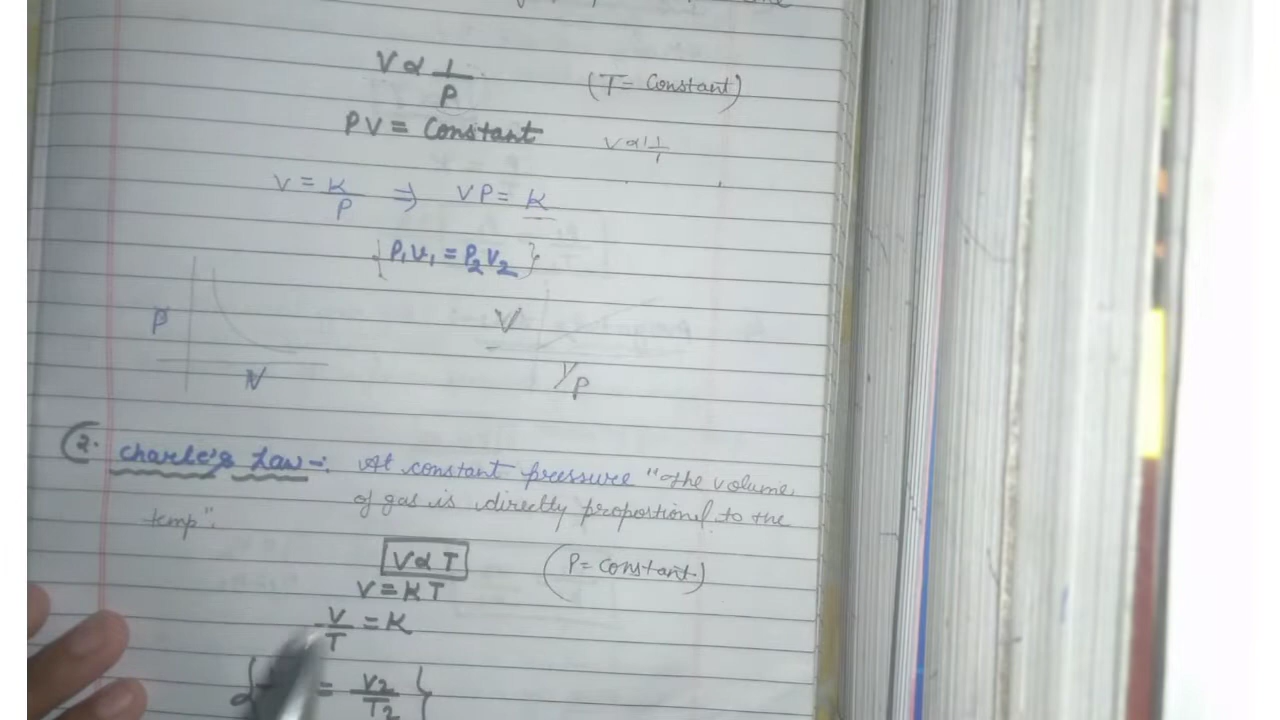 V ∝ 1/P (T = Constant)
PV = Constant V ∝ 1/T
V = K/P ⇒ VP = K
{P₁V₁ = P₂V₂}
P V
V 1/P
2. Charle's Law -: At constant pressure "the volume
of gas is directly proportional to the
temp".
V ∝ T (P = constant)
V = KT
V/T = K
{ = V2/T2 }